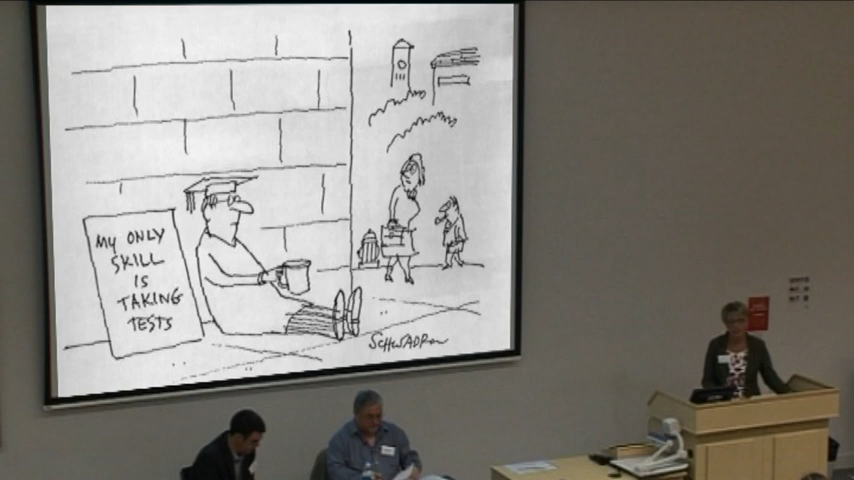 MY ONLY
SKILL
IS
TAKING
TESTS
SCHWADRON